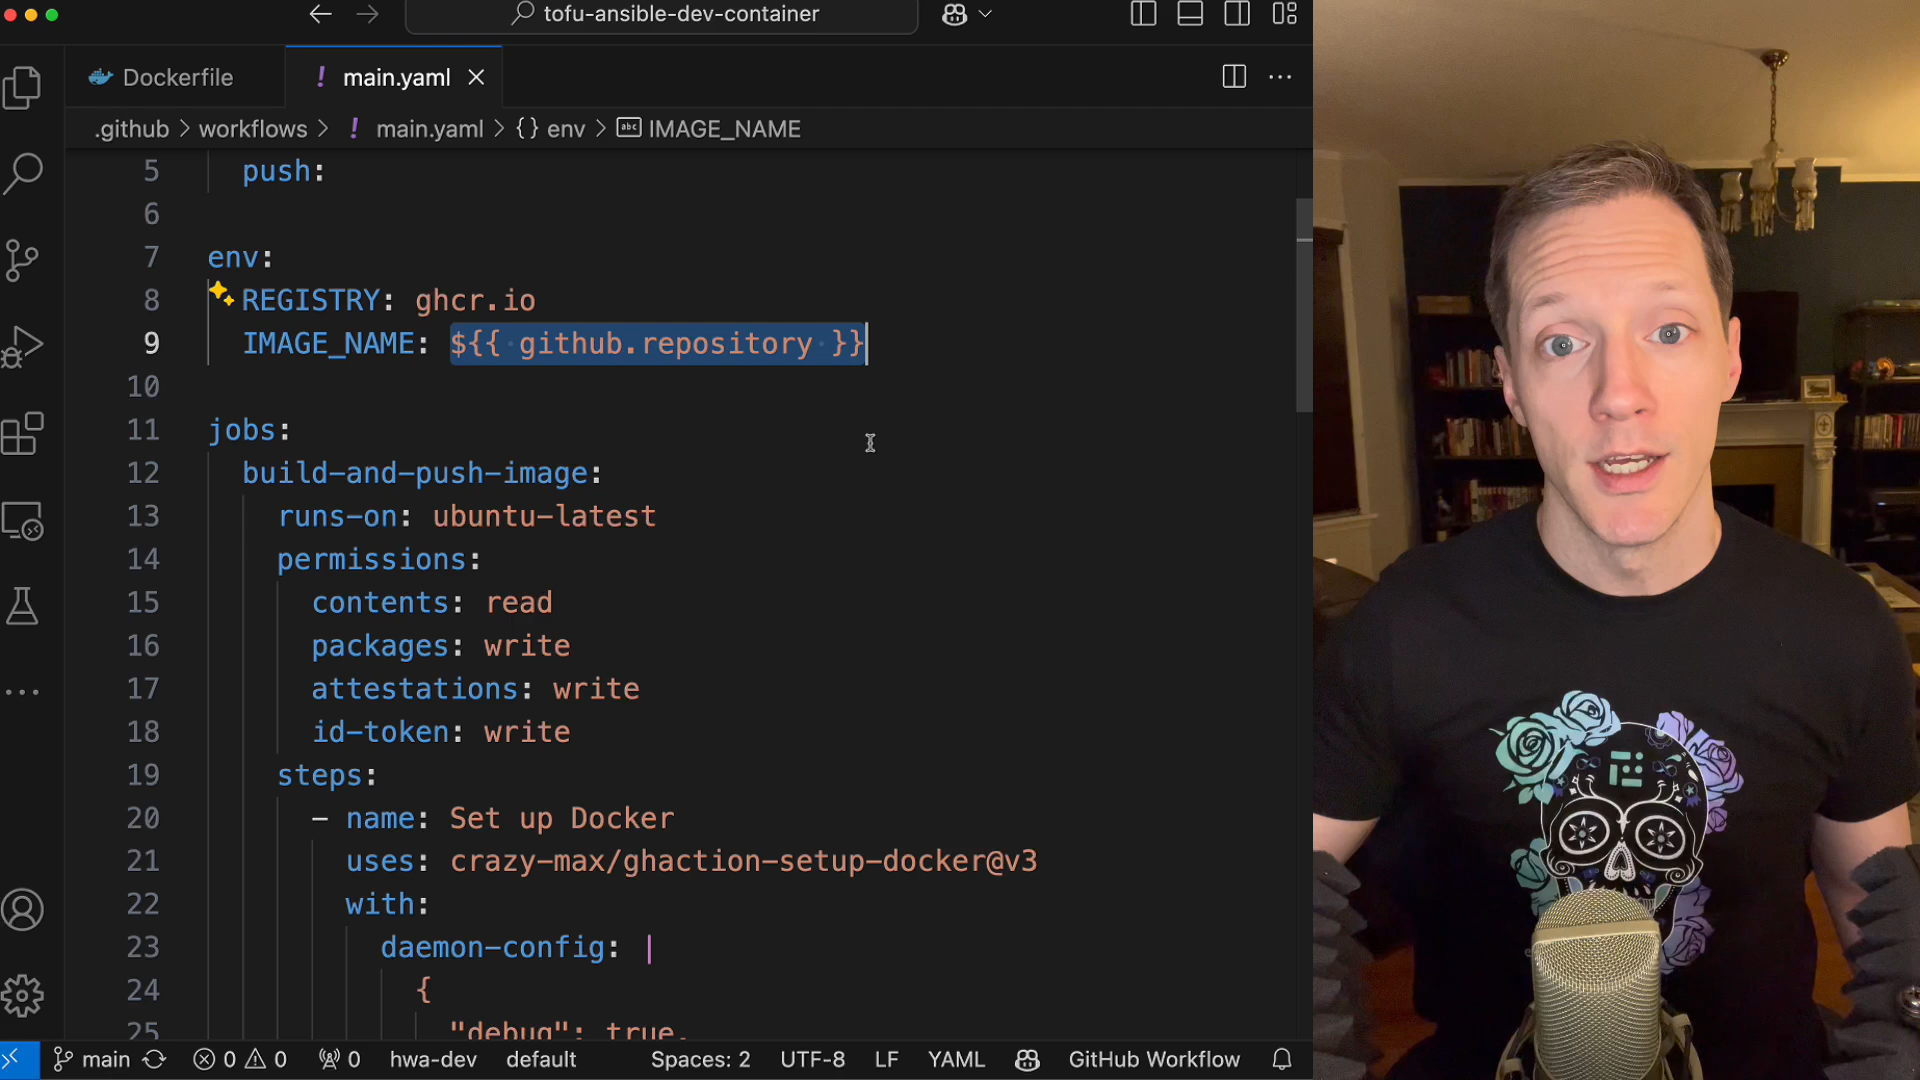 tofu-ansible-dev-container
Dockerfile
! main.yaml
.github > workflows > ! main.yaml > {} env > abc IMAGE_NAME
5 push:
6
7 env:
8 REGISTRY: ghcr.io
9 IMAGE_NAME: ${{ github.repository }}
10
11 jobs:
12 build-and-push-image:
13 runs-on: ubuntu-latest
14 permissions:
15 contents: read
16 packages: write
17 attestations: write
18 id-token: write
19 steps:
20 - name: Set up Docker
21 uses: crazy-max/ghaction-setup-docker@v3
22 with:
23 daemon-config: |
24 {
25 "debug": true,
main 0 0 0 hwa-dev default Spaces: 2 UTF-8 LF YAML GitHub Workflow